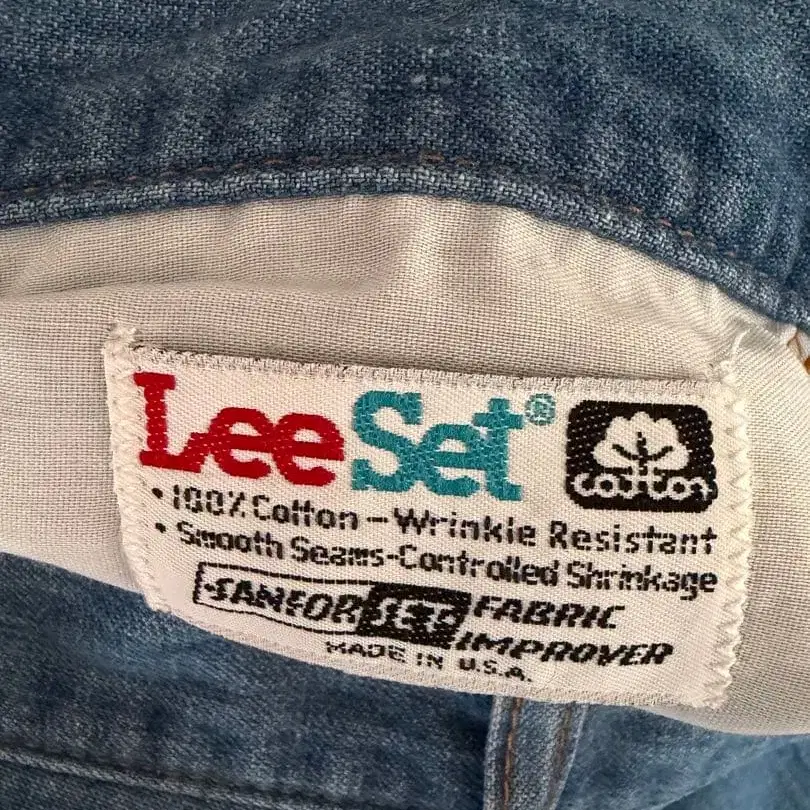 LeeSet®
cotton
• 100% Cotton – Wrinkle Resistant
• Smooth Seams-Controlled Shrinkage
SANFOR SET FABRIC
IMPROVER
MADE IN U.S.A.